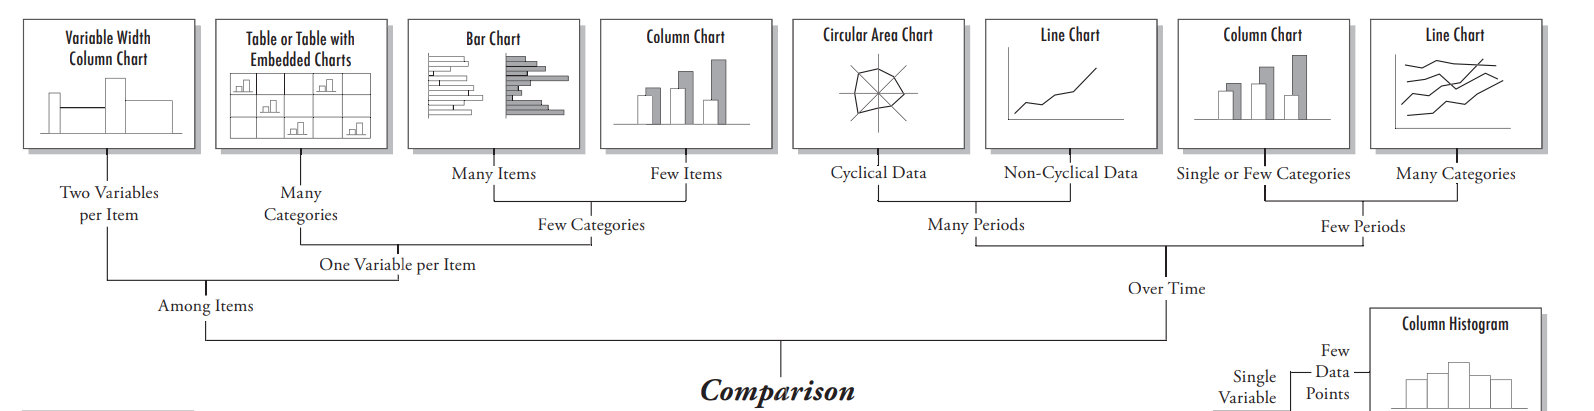 Variable Width
Column Chart
Table or Table with
Embedded Charts
Bar Chart
Column Chart
Circular Area Chart
Line Chart
Column Chart
Line Chart
Two Variables
per Item
Many
Categories
Many Items
Few Items
Cyclical Data
Non-Cyclical Data
Single or Few Categories
Many Categories
Few Categories
Many Periods
Few Periods
One Variable per Item
Among Items
Over Time
Comparison
Column Histogram
Single
Variable
Few
Data
Points